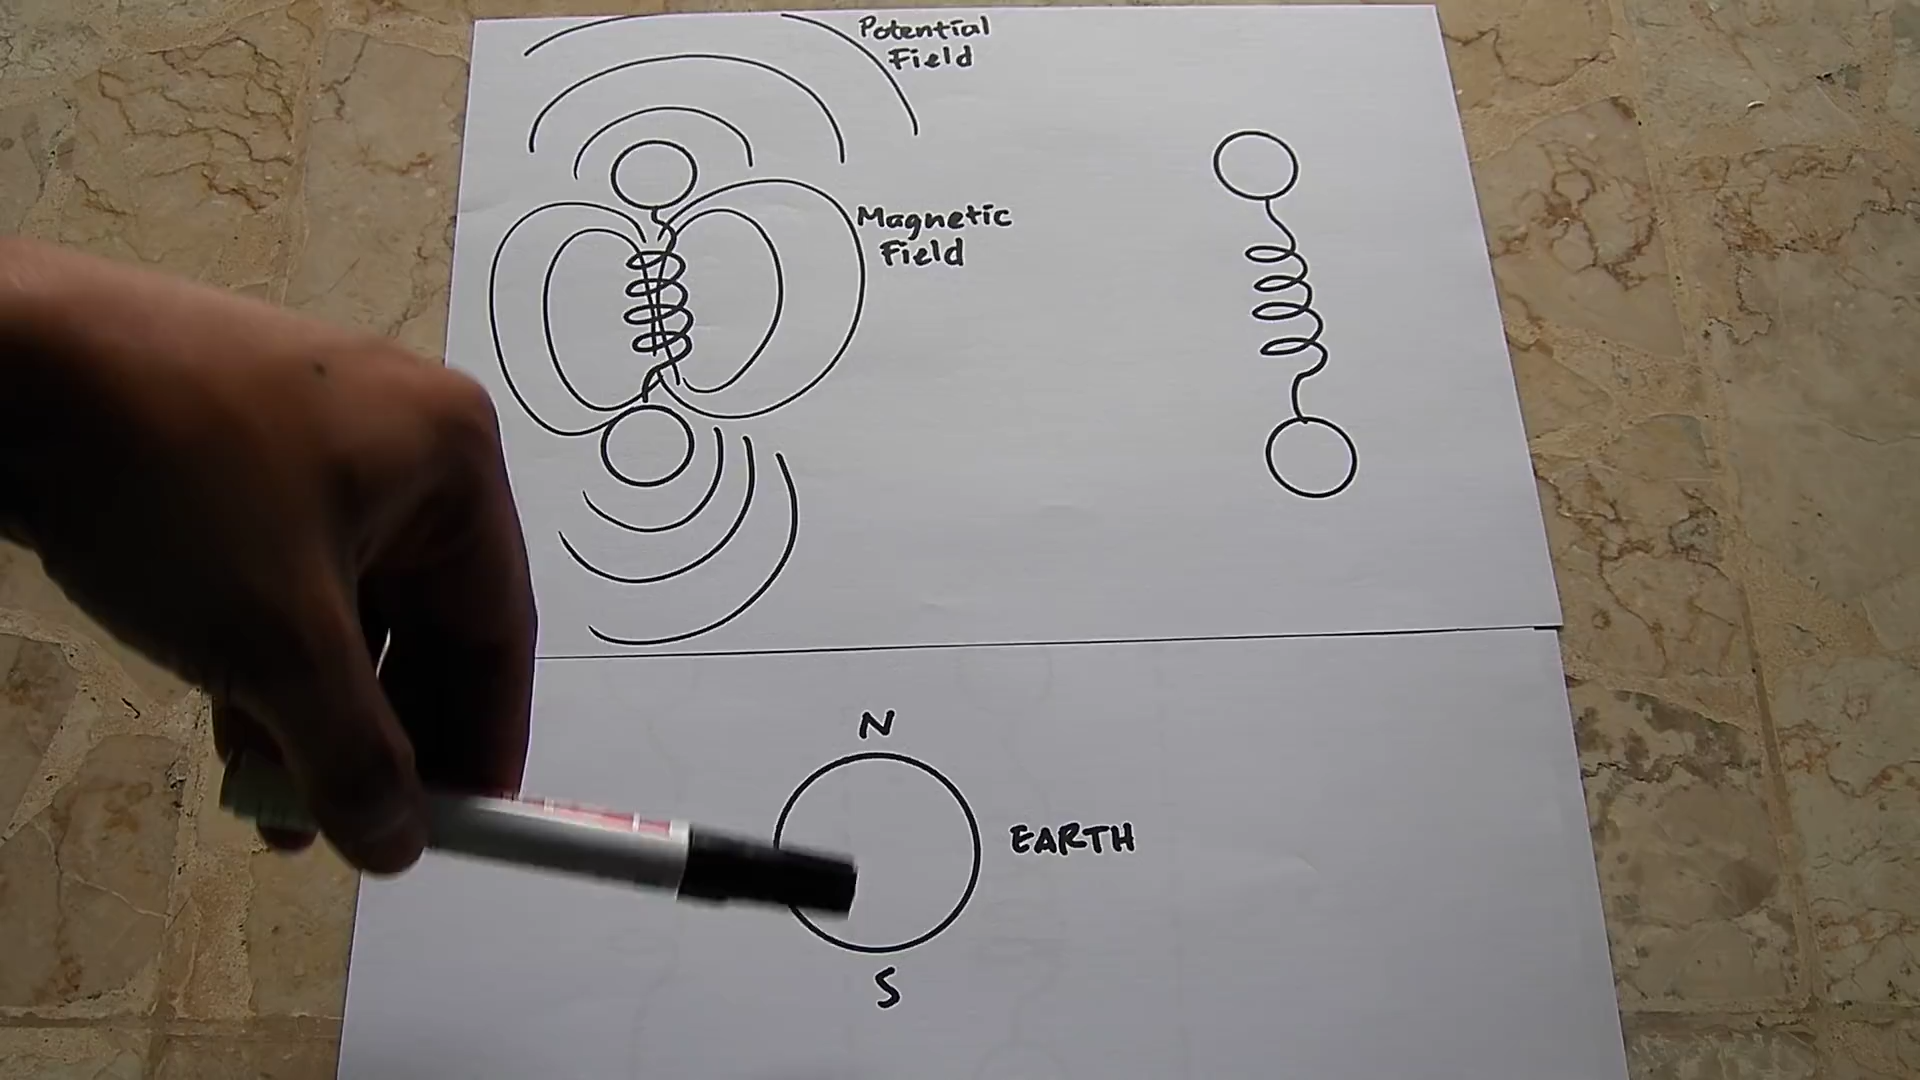 Potential
Field
Magnetic
Field
N
EARTH
S